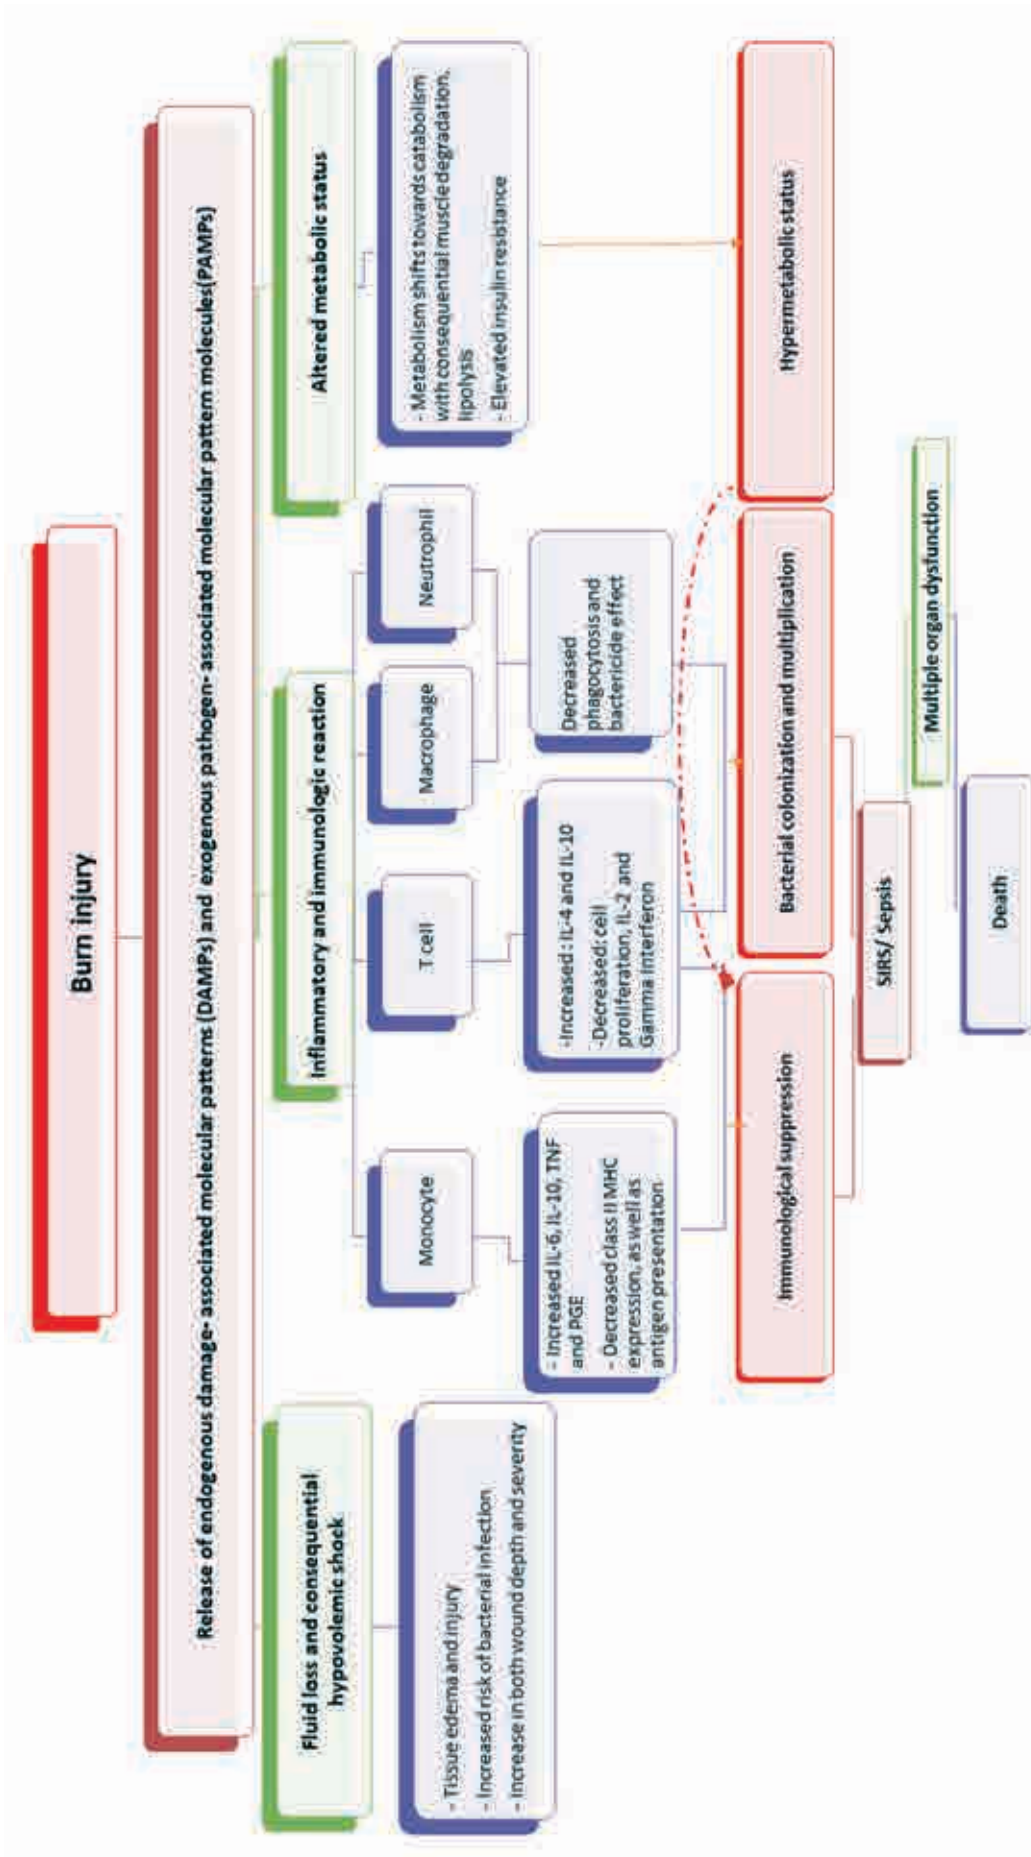 Burn injury
Release of endogenous damage- associated molecular patterns (DAMPs) and exogenous pathogen- associated molecular pattern molecules(PAMPs)
Fluid loss and consequential
hypovolemic shock
Inflammatory and immunologic reaction
Altered metabolic status
- Tissue edema and injury
- Increased risk of bacterial infection
- Increase in both wound depth and severity
Monocyte
T cell
Macrophage
Neutrophil
- Metabolism shifts towards catabolism
with consequential muscle degradation,
lipolysis
- Elevated insulin resistance
- Increased IL-6, IL-10, TNF
and PGE
- Decreased class II MHC
expression, as well as
antigen presentation
-Increased : IL-4 and IL-10
-Decreased: cell
proliferation, IL-2 and
Gamma interferon
Decreased
phagocytosis and
bactericide effect
Immunological suppression
Bacterial colonization and multiplication
Hypermetabolic status
SIRS/ Sepsis
Multiple organ dysfunction
Death